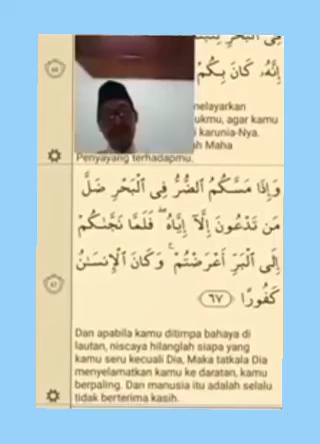 إِنَّهُۥ كَانَ بِكُمْ
melayarkan
ukmu, agar kamu
i karunia-Nya.
h Maha
Penyayang terhadapmu.
وَإِذَا مَسَّكُمُ ٱلضُّرُّ فِى ٱلْبَحْرِ ضَلَّ
مَن تَدْعُونَ إِلَّآ إِيَّاهُ ۖ فَلَمَّا نَجَّىٰكُمْ
إِلَى ٱلْبَرِّ أَعْرَضْتُمْ ۚ وَكَانَ ٱلْإِنسَـٰنُ
كَفُورًا ﴿٦٧﴾
Dan apabila kamu ditimpa bahaya di
lautan, niscaya hilanglah siapa yang
kamu seru kecuali Dia, Maka tatkala Dia
menyelamatkan kamu ke daratan, kamu
berpaling. Dan manusia itu adalah selalu
tidak berterima kasih.